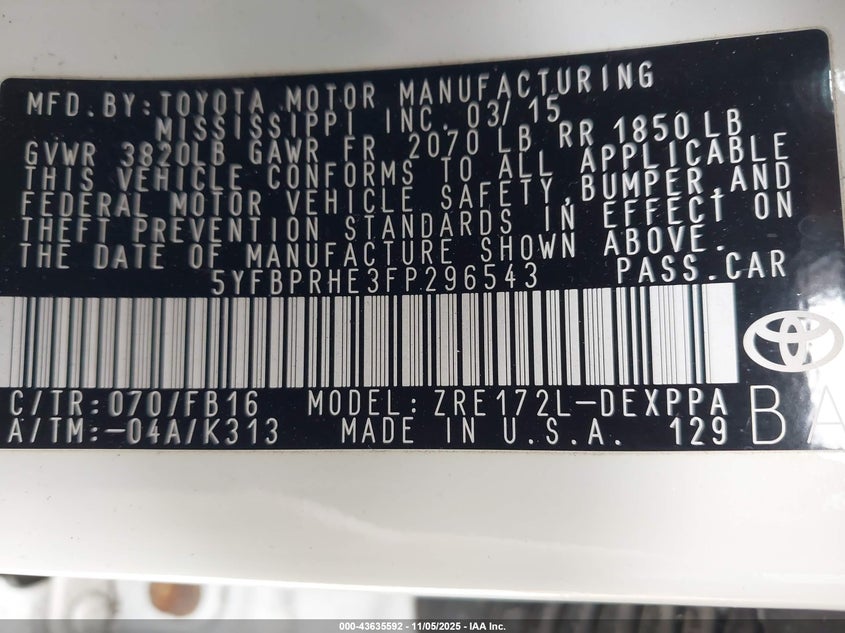 MFD.BY:TOYOTA MOTOR MANUFACTURING
MISSISSIPPI INC. 03/15
GVWR 3820LB GAWR FR 2070 LB RR 1850 LB
THIS VEHICLE CONFORMS TO ALL APPLICABLE
FEDERAL MOTOR VEHICLE SAFETY,BUMPER,AND
THEFT PREVENTION STANDARDS IN EFFECT ON
THE DATE OF MANUFACTURE SHOWN ABOVE.
5YFBPRHE3FP296543 PASS.CAR
C/TR:070/FB16 MODEL:ZRE172L-DEXPPA
A/TM:-04A/K313 MADE IN U.S.A. 129 BA
000-43635592 | 11/05/2025 - IAA Inc.